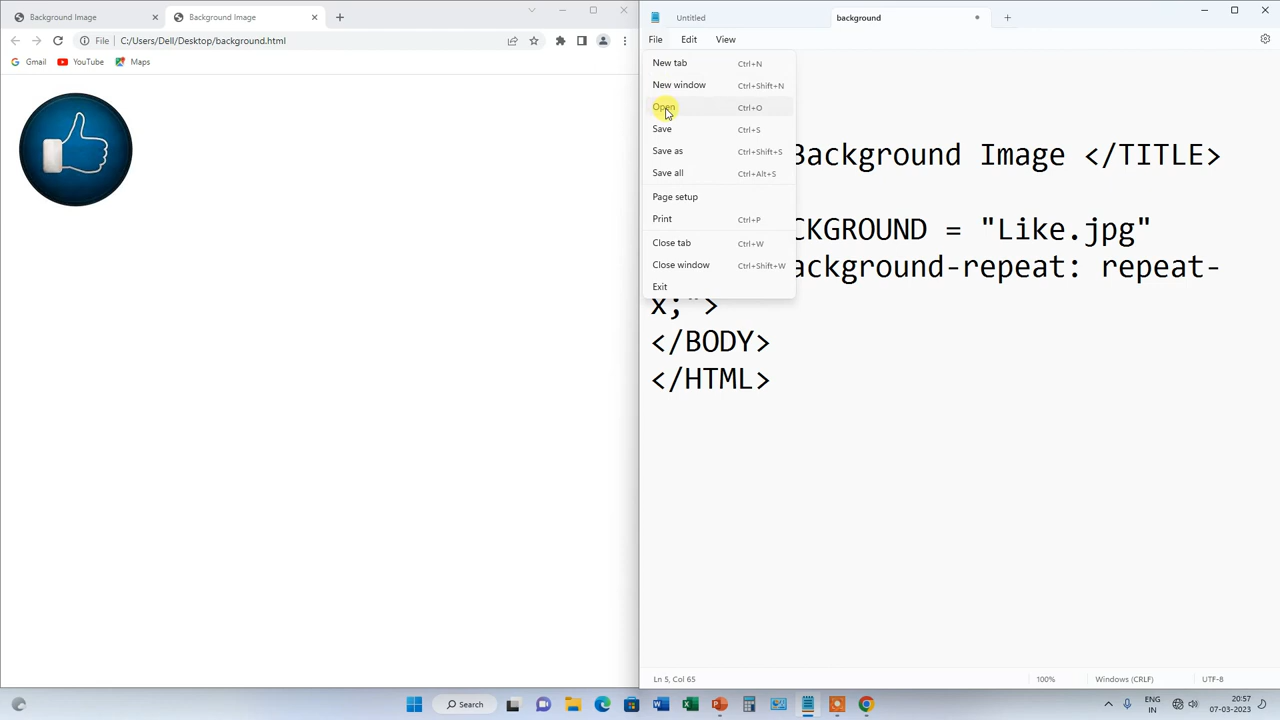 Background Image
Background Image
Untitled
background
File
C:/Users/Dell/Desktop/background.html
File Edit View
Gmail YouTube Maps
New tab Ctrl+N
New window Ctrl+Shift+N
Open Ctrl+O
Save Ctrl+S
Save as Ctrl+Shift+S
Save all Ctrl+Alt+S
Page setup
Print Ctrl+P
Close tab Ctrl+W
Close window Ctrl+Shift+W
Exit
Background Image </TITLE>
CKGROUND = "Like.jpg"
ackground-repeat: repeat-
x;">
</BODY>
</HTML>
Ln 5, Col 65
100%
Windows (CRLF)
UTF-8
Search
ENG
IN
20:57
07-03-2023